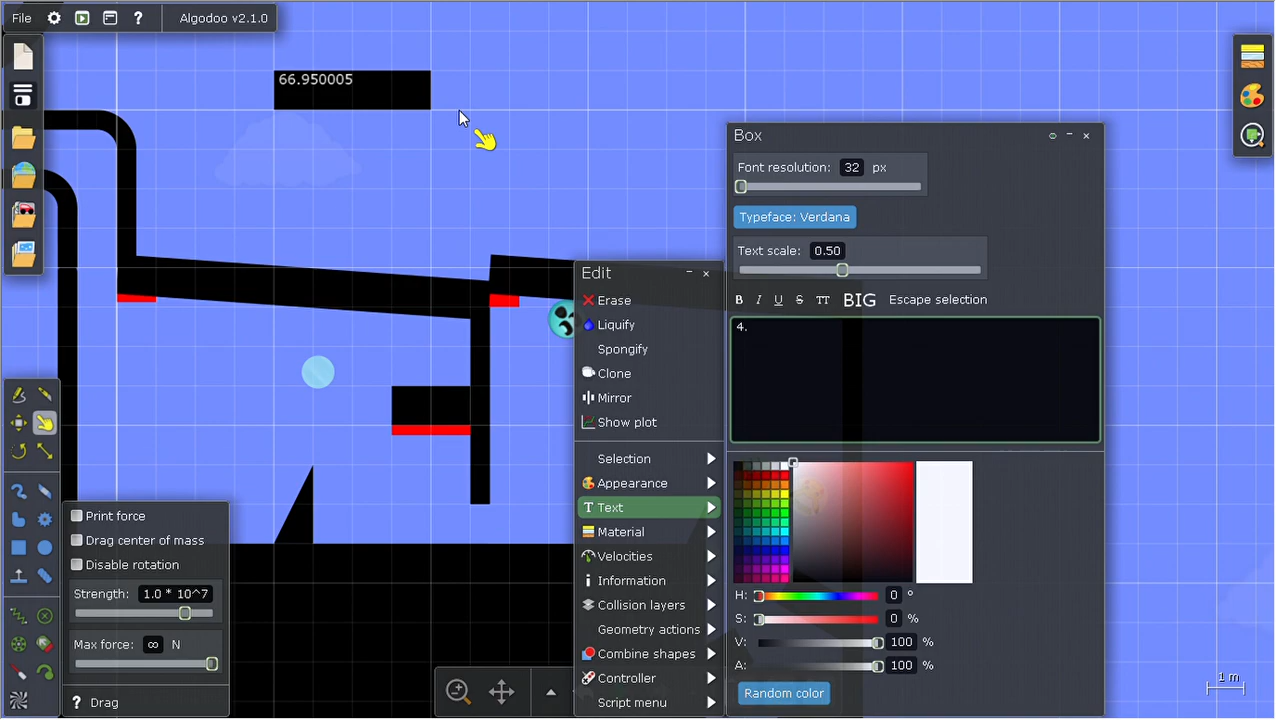 File
?
Algodoo v2.1.0
66.950005
Box
Font resolution: 32 px
Typeface: Verdana
Text scale: 0.50
B I U S TT BIG Escape selection
4.
Edit
Erase
Liquify
Spongify
Clone
Mirror
Show plot
Selection
Appearance
T Text
Material
Velocities
i Information
Collision layers
Geometry actions
Combine shapes
Controller
Script menu
H: 0 °
S: 0 %
V: 100 %
A: 100 %
Random color
Print force
Drag center of mass
Disable rotation
Strength: 1.0 * 10^7
Max force: ∞ N
? Drag
1 m